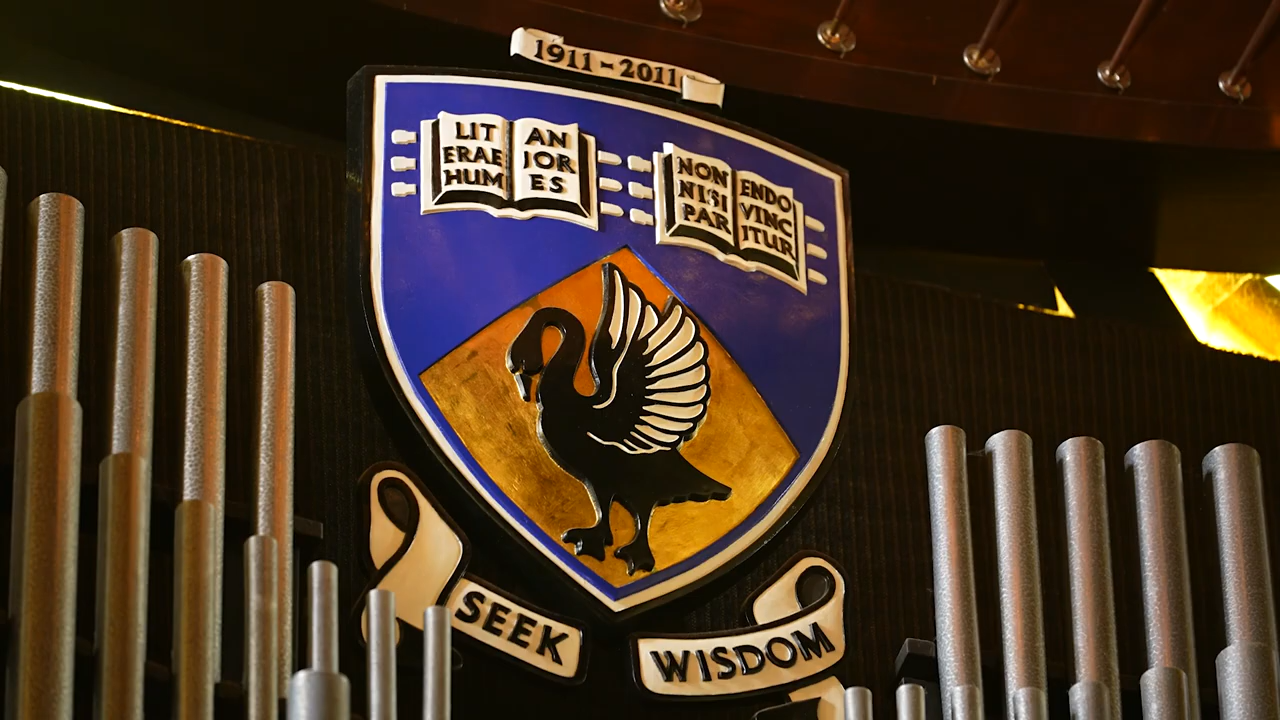 1911-2011
LIT
ERAE
HUM
AN
IOR
ES
NON
NISI
PAR
ENDO
VINC
ITUR
SEEK
WISDOM